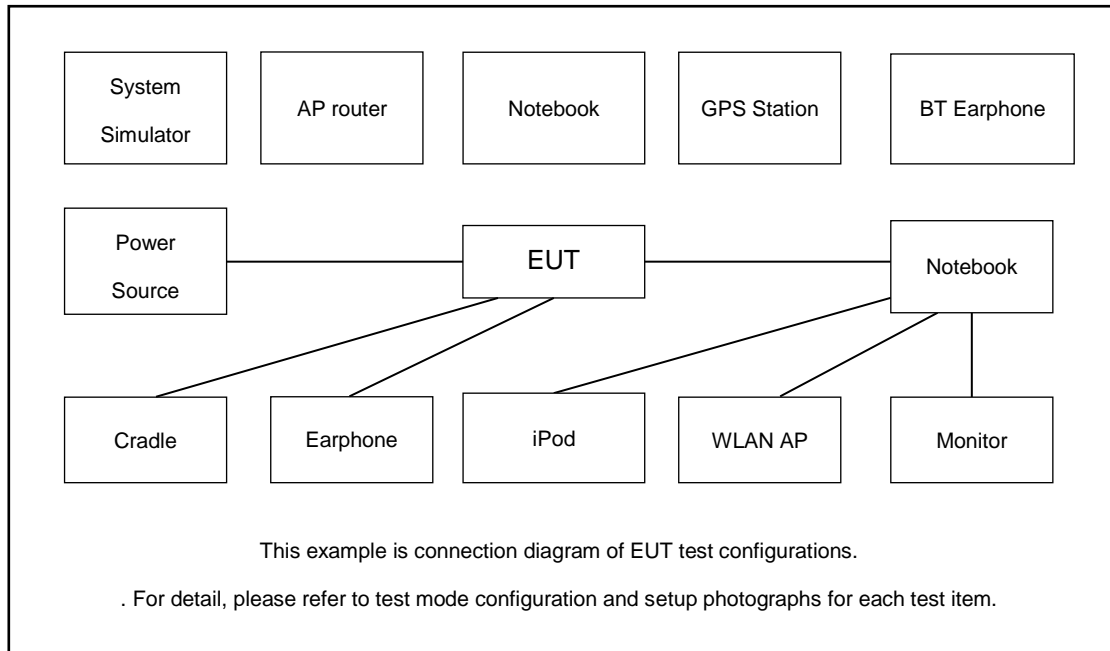 System
Simulator
AP router
Notebook
GPS Station
BT Earphone
Power
Source
EUT
Notebook
Cradle
Earphone
iPod
WLAN AP
Monitor
This example is connection diagram of EUT test configurations.
. For detail, please refer to test mode configuration and setup photographs for each test item.